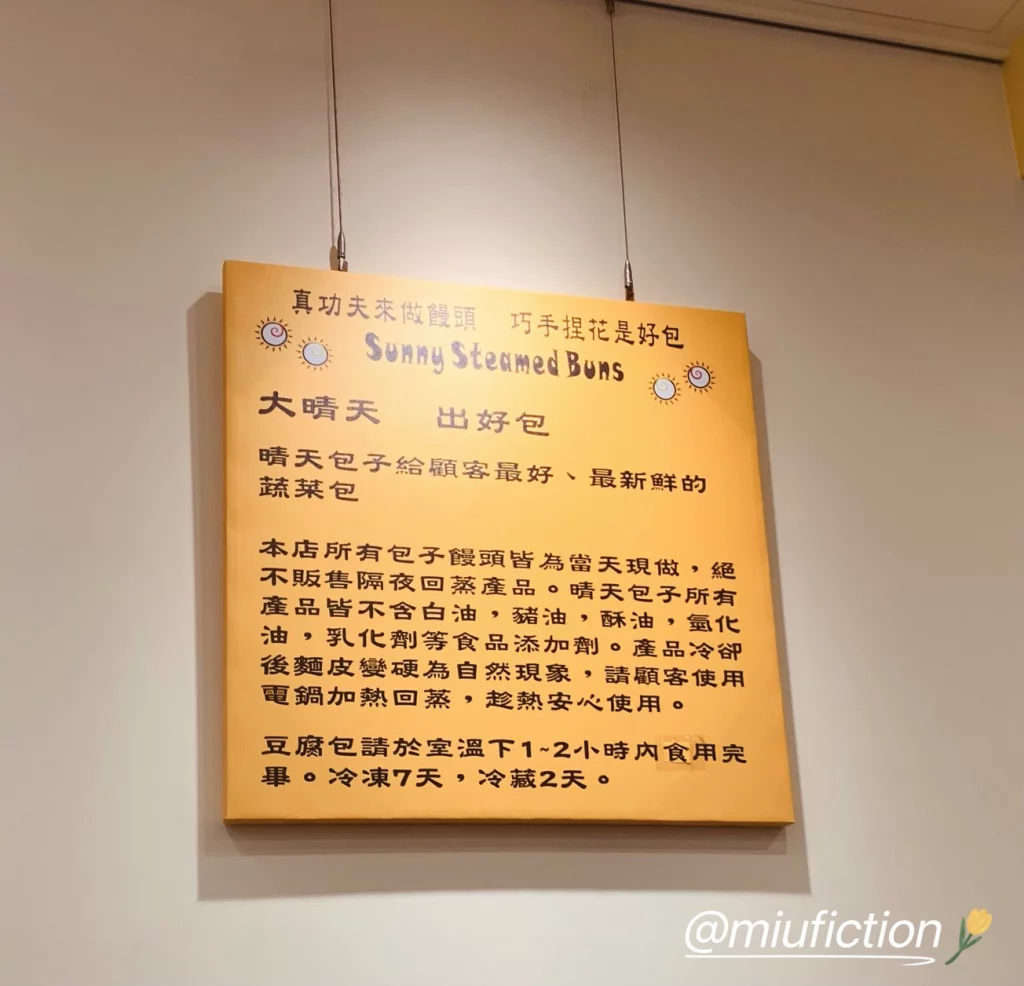 真功夫來做饅頭 巧手捏花是好包
Sunny Steamed Buns
大晴天 出好包
晴天包子給顧客最好、最新鮮的
蔬菜包
本店所有包子饅頭皆為當天現做，絕
不販售隔夜回蒸產品。晴天包子所有
產品皆不含白油，豬油，酥油，氫化
油，乳化劑等食品添加劑。產品冷卻
後麵皮變硬為自然現象，請顧客使用
電鍋加熱回蒸，趁熱安心使用。
豆腐包請於室溫下1~2小時內食用完
畢。冷凍7天，冷藏2天。
@miufiction